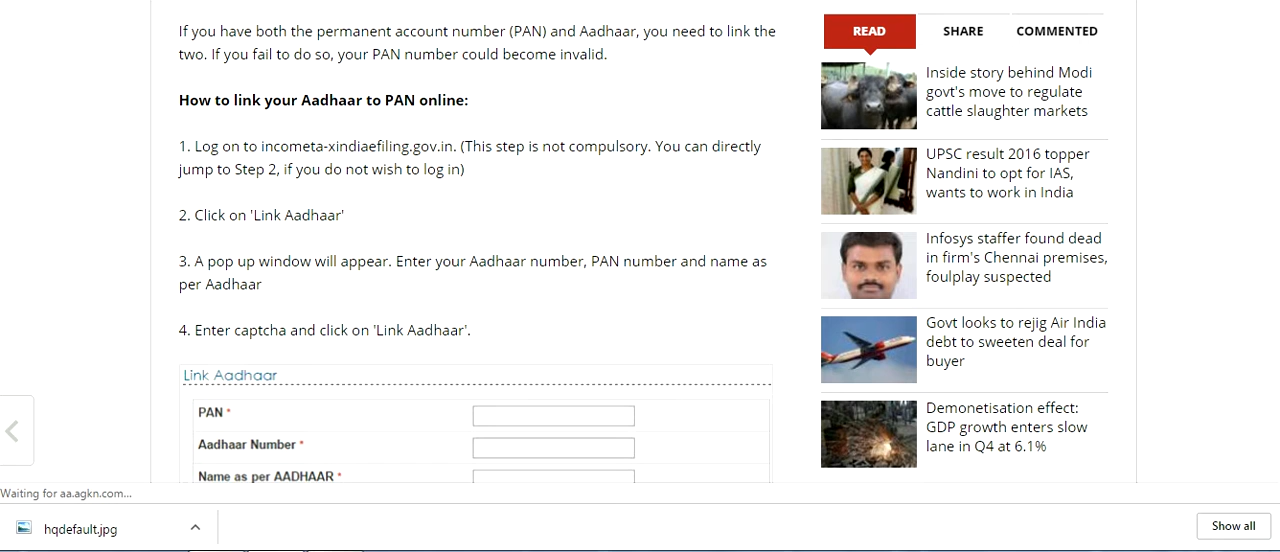 If you have both the permanent account number (PAN) and Aadhaar, you need to link the
two. If you fail to do so, your PAN number could become invalid.
How to link your Aadhaar to PAN online:
1. Log on to incometa-xindiaefiling.gov.in. (This step is not compulsory. You can directly
jump to Step 2, if you do not wish to log in)
2. Click on 'Link Aadhaar'
3. A pop up window will appear. Enter your Aadhaar number, PAN number and name as
per Aadhaar
4. Enter captcha and click on 'Link Aadhaar'.
Link Aadhaar
PAN *
Aadhaar Number *
Name as per AADHAAR *
READ
SHARE
COMMENTED
Inside story behind Modi
govt's move to regulate
cattle slaughter markets
UPSC result 2016 topper
Nandini to opt for IAS,
wants to work in India
Infosys staffer found dead
in firm's Chennai premises,
foulplay suspected
Govt looks to rejig Air India
debt to sweeten deal for
buyer
Demonetisation effect:
GDP growth enters slow
lane in Q4 at 6.1%
Waiting for aa.agkn.com...
hqdefault.jpg
Show all